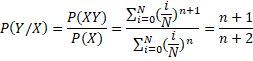 P(Y/X) = P(XY)/P(X) = (∑_{i=0}^{N} (i/N)^{n+1})/(∑_{i=0}^{N} (i/N)^n) = (n + 1)/(n + 2)